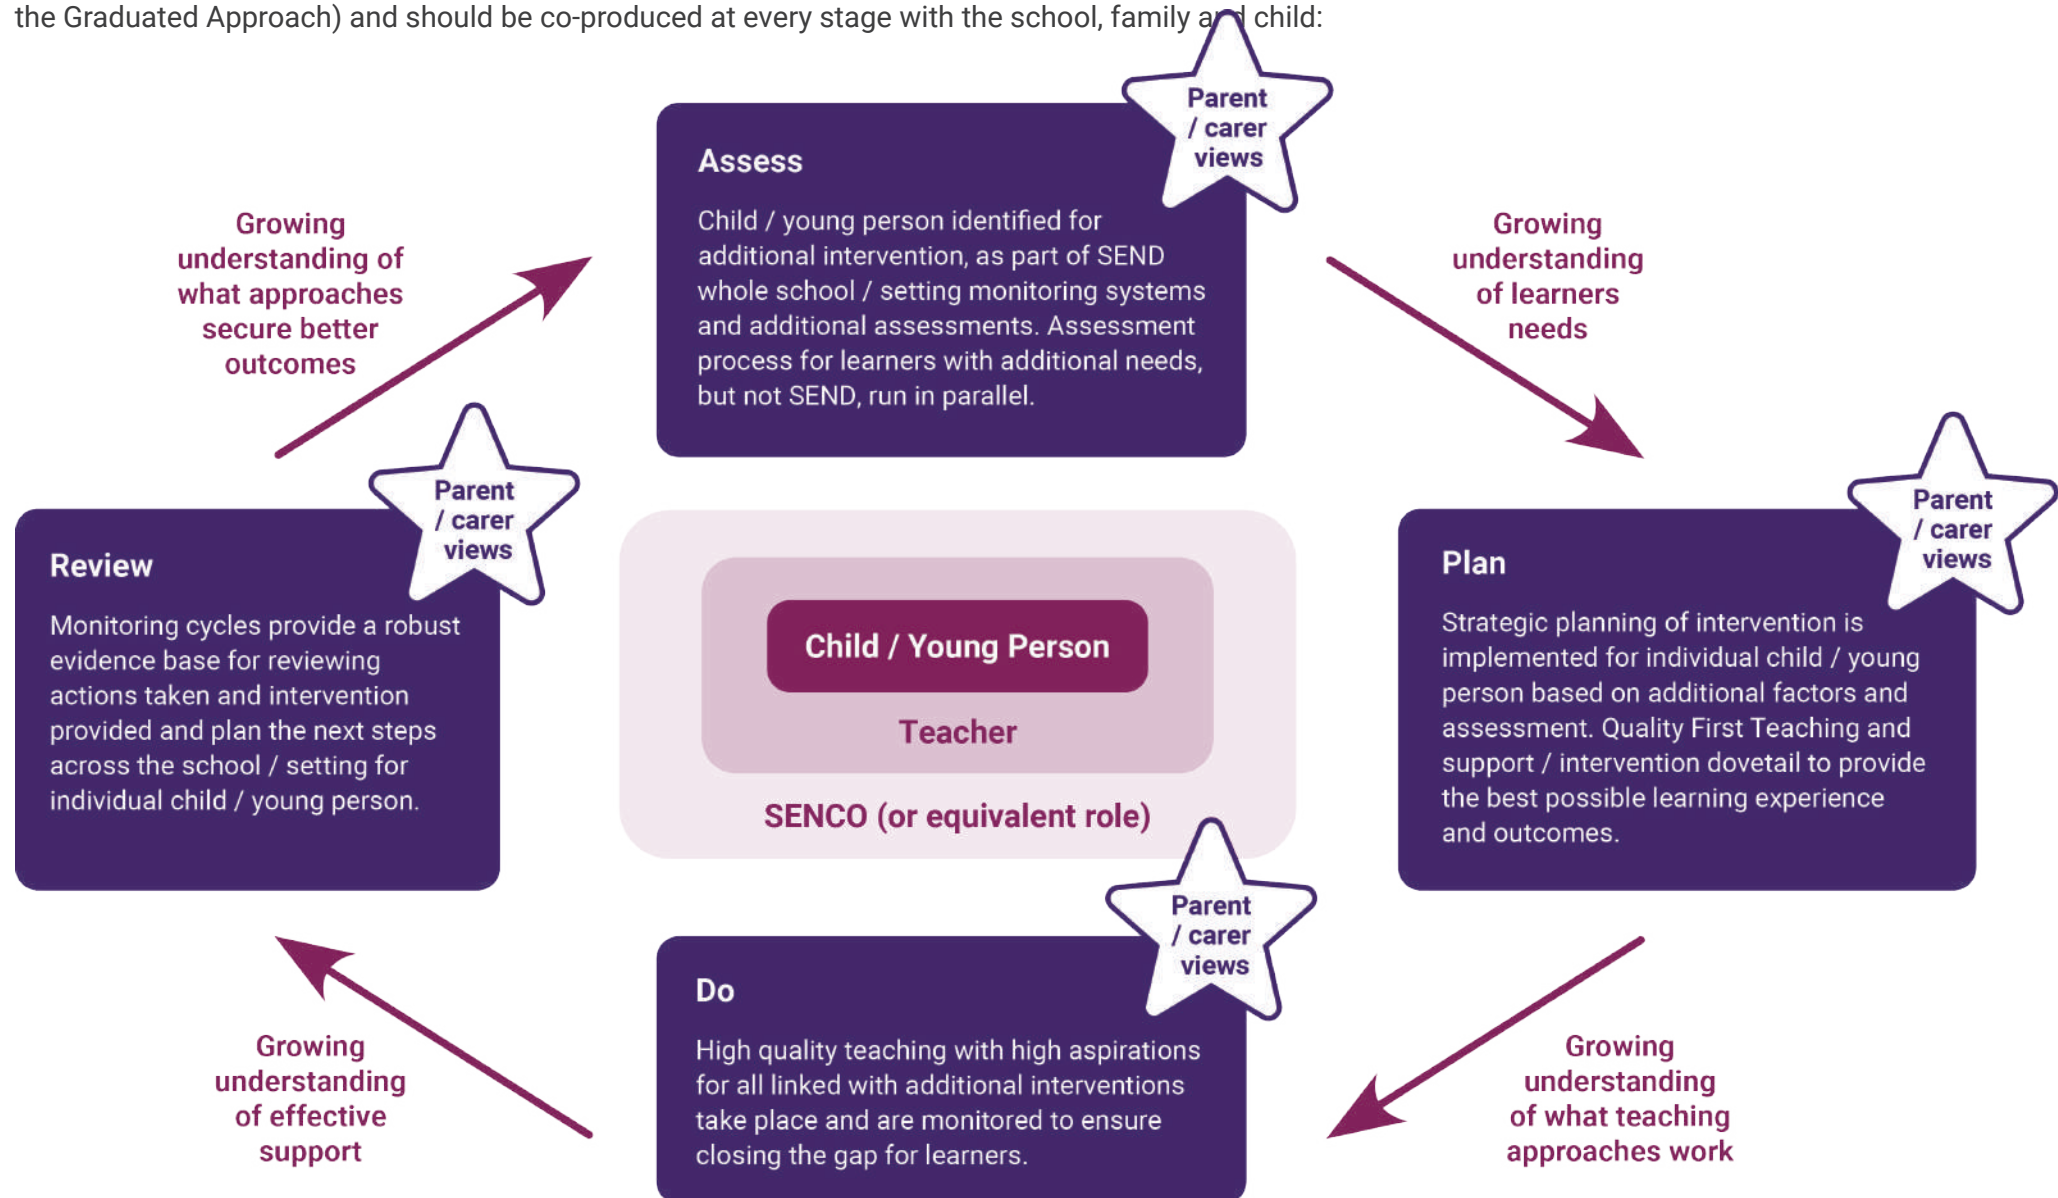 the Graduated Approach) and should be co-produced at every stage with the school, family and child:
Parent
/ carer
views
Assess
Child / young person identified for
additional intervention, as part of SEND
whole school / setting monitoring systems
and additional assessments. Assessment
process for learners with additional needs,
but not SEND, run in parallel.
Growing
understanding
of learners
needs
Parent
/ carer
views
Plan
Strategic planning of intervention is
implemented for individual child / young
person based on additional factors and
assessment. Quality First Teaching and
support / intervention dovetail to provide
the best possible learning experience
and outcomes.
Growing
understanding
of what teaching
approaches work
Parent
/ carer
views
Do
High quality teaching with high aspirations
for all linked with additional interventions
take place and are monitored to ensure
closing the gap for learners.
Growing
understanding
of effective
support
Parent
/ carer
views
Review
Monitoring cycles provide a robust
evidence base for reviewing
actions taken and intervention
provided and plan the next steps
across the school / setting for
individual child / young person.
Growing
understanding of
what approaches
secure better
outcomes
Child / Young Person
Teacher
SENCO (or equivalent role)